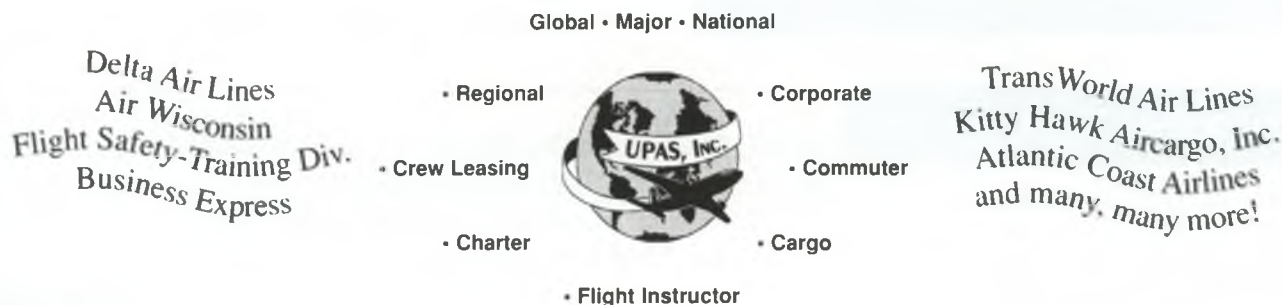 Global • Major • National
Delta Air Lines
Air Wisconsin
Flight Safety-Training Div.
Business Express
• Regional
• Crew Leasing
• Charter
UPAS, INC.
• Corporate
• Commuter
• Cargo
Trans World Air Lines
Kitty Hawk Aircargo, Inc.
Atlantic Coast Airlines
and many, many more!
• Flight Instructor